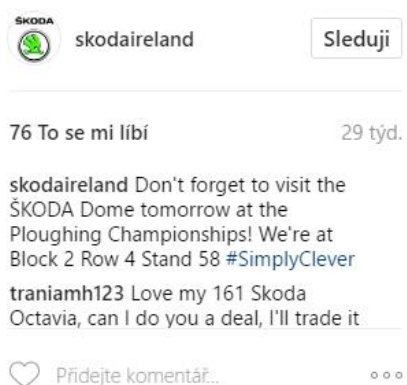 ŠKODA
skodaireland
Sleduji
76 To se mi líbí
29 týd.
skodaireland Don't forget to visit the
ŠKODA Dome tomorrow at the
Ploughing Championships! We're at
Block 2 Row 4 Stand 58 #SimplyClever
traniamh123 Love my 161 Skoda
Octavia, can I do you a deal, I'll trade it
Přidejte komentář...